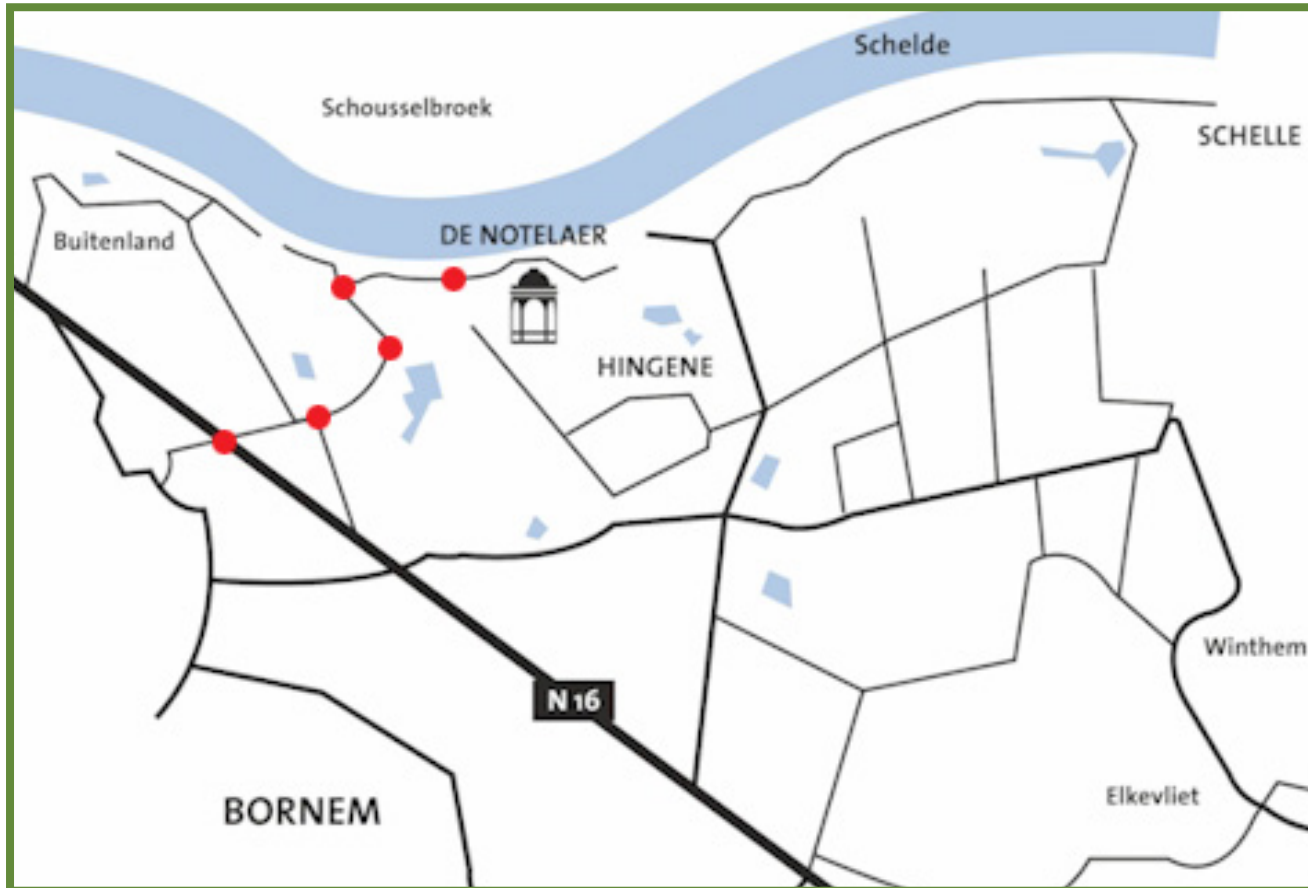 Schelde
Schousselbroek
SCHELLE
DE NOTELAER
Buitenland
HINGENE
Winthem
N 16
Elkevliet
BORNEM